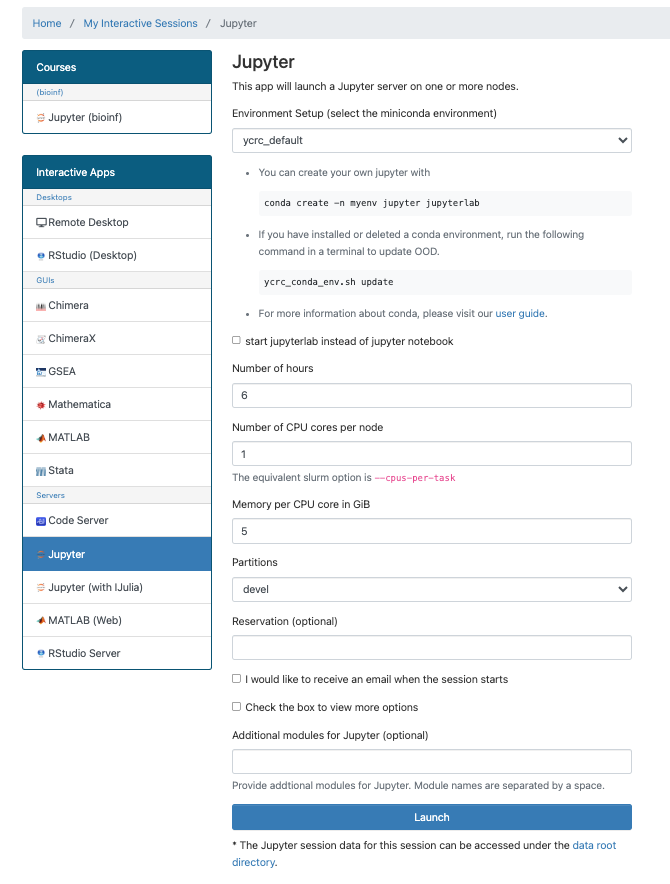 Home / My Interactive Sessions / Jupyter
Courses
(bioinf)
Jupyter (bioinf)
Interactive Apps
Desktops
Remote Desktop
RStudio (Desktop)
GUIs
Chimera
ChimeraX
GSEA
Mathematica
MATLAB
Stata
Servers
Code Server
Jupyter
Jupyter (with IJulia)
MATLAB (Web)
RStudio Server
Jupyter
This app will launch a Jupyter server on one or more nodes.
Environment Setup (select the miniconda environment)
ycrc_default
• You can create your own jupyter with
conda create -n myenv jupyter jupyterlab
• If you have installed or deleted a conda environment, run the following
command in a terminal to update OOD.
ycrc_conda_env.sh update
• For more information about conda, please visit our user guide.
start jupyterlab instead of jupyter notebook
Number of hours
6
Number of CPU cores per node
1
The equivalent slurm option is --cpus-per-task
Memory per CPU core in GiB
5
Partitions
devel
Reservation (optional)
I would like to receive an email when the session starts
Check the box to view more options
Additional modules for Jupyter (optional)
Provide addtional modules for Jupyter. Module names are separated by a space.
Launch
* The Jupyter session data for this session can be accessed under the data root
directory.